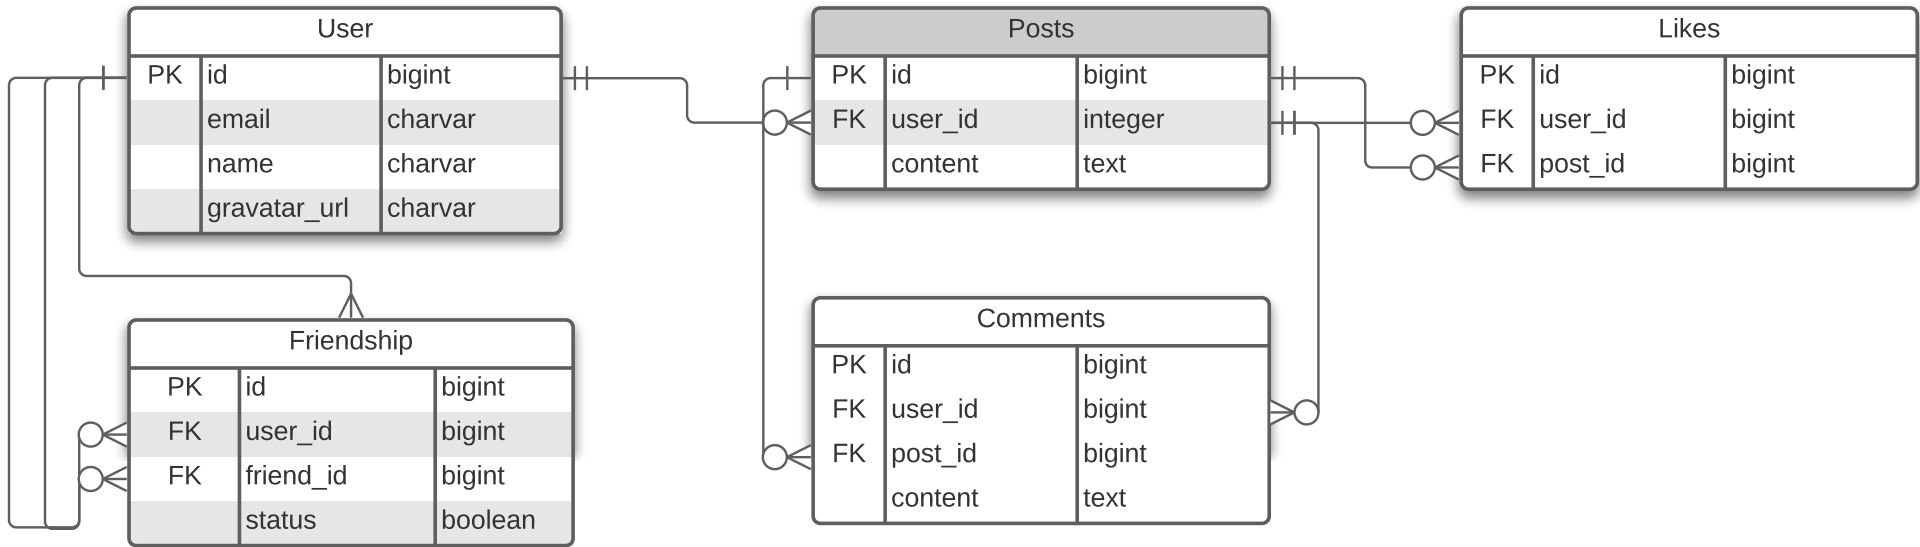 User
PK id bigint
email charvar
name charvar
gravatar_url charvar
Posts
PK id bigint
FK user_id integer
content text
Likes
PK id bigint
FK user_id bigint
FK post_id bigint
Friendship
PK id bigint
FK user_id bigint
FK friend_id bigint
status boolean
Comments
PK id bigint
FK user_id bigint
FK post_id bigint
content text